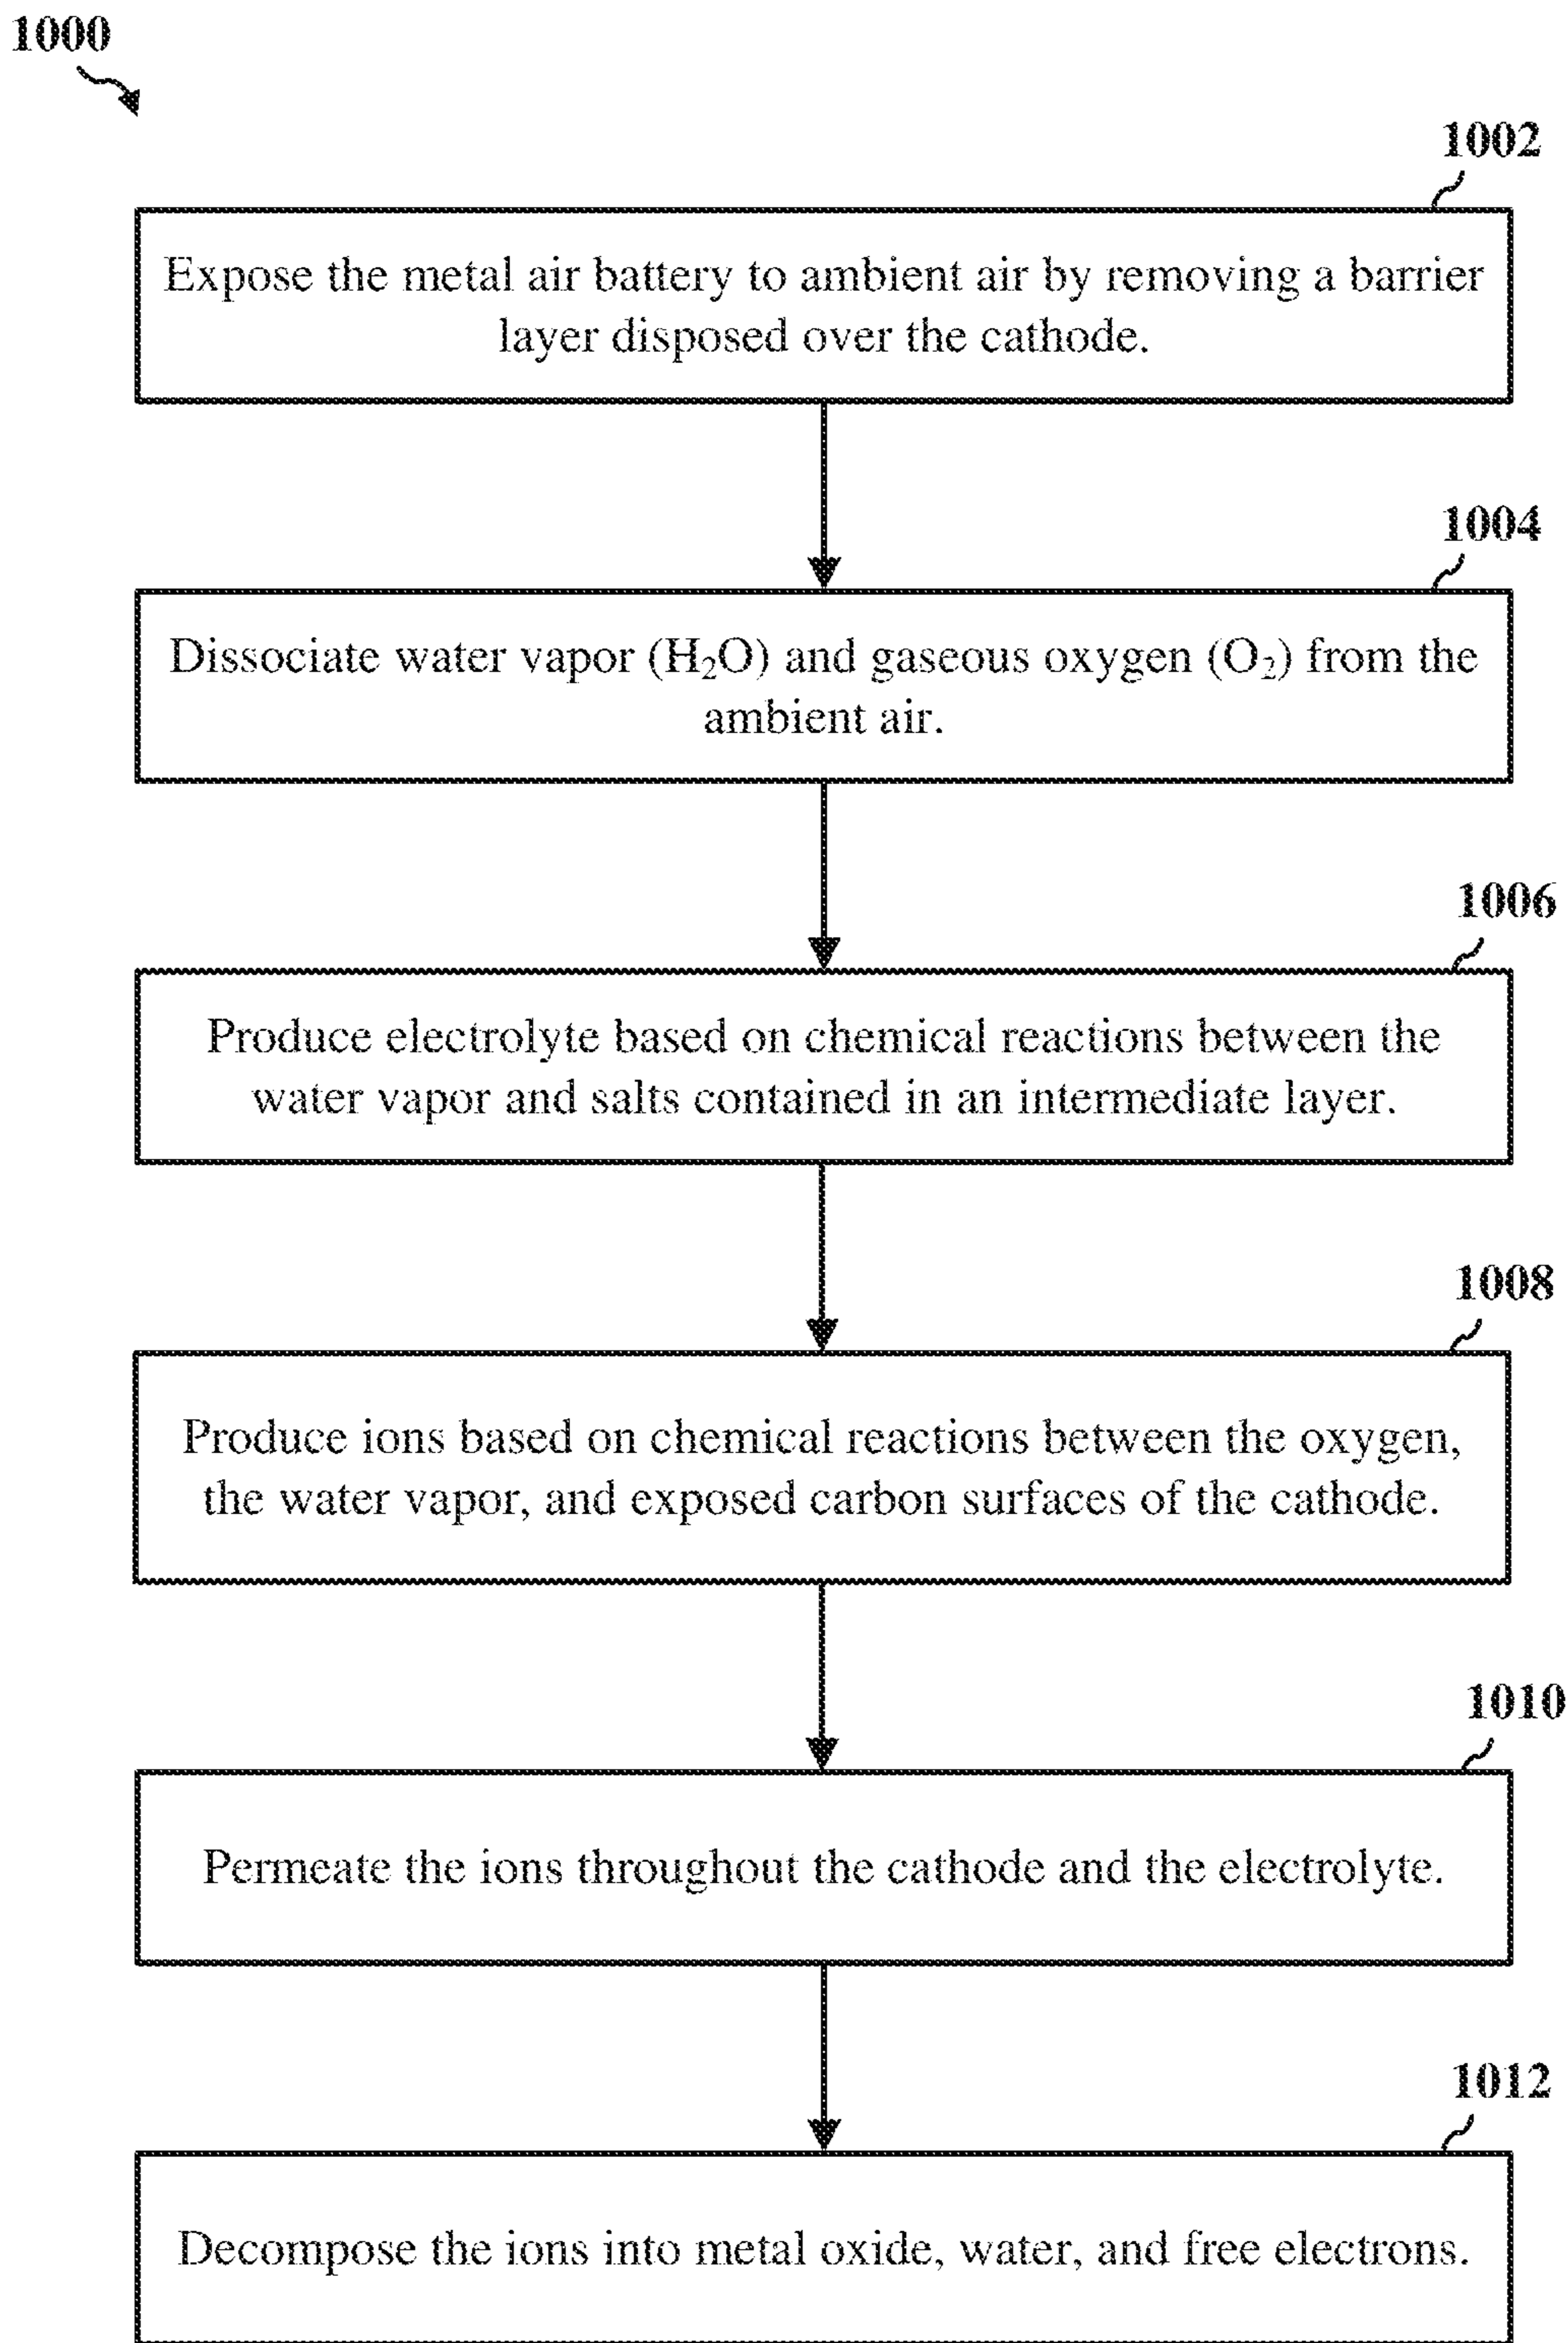 1000
1002
Expose the metal air battery to ambient air by removing a barrier
layer disposed over the cathode.
1004
Dissociate water vapor (H₂O) and gaseous oxygen (O₂) from the
ambient air.
1006
Produce electrolyte based on chemical reactions between the
water vapor and salts contained in an intermediate layer.
1008
Produce ions based on chemical reactions between the oxygen,
the water vapor, and exposed carbon surfaces of the cathode.
1010
Permeate the ions throughout the cathode and the electrolyte.
1012
Decompose the ions into metal oxide, water, and free electrons.